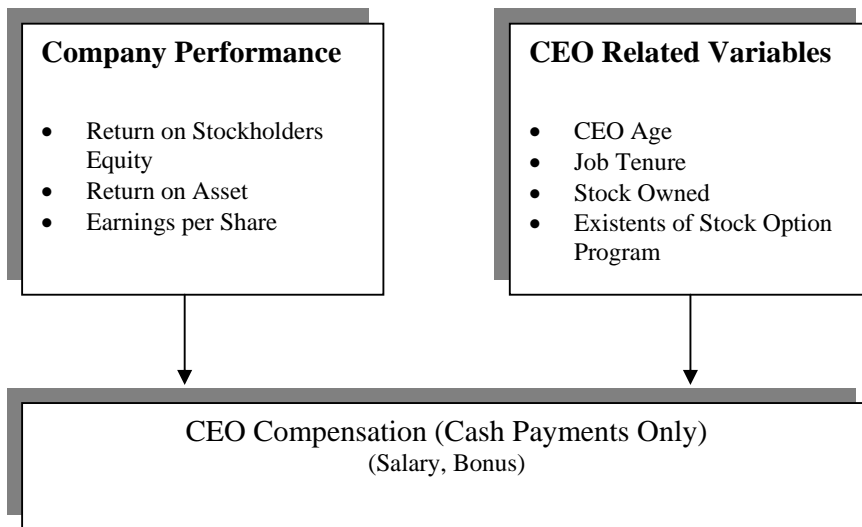 Company Performance
• Return on Stockholders
Equity
• Return on Asset
• Earnings per Share
CEO Related Variables
• CEO Age
• Job Tenure
• Stock Owned
• Existents of Stock Option
Program
CEO Compensation (Cash Payments Only)
(Salary, Bonus)